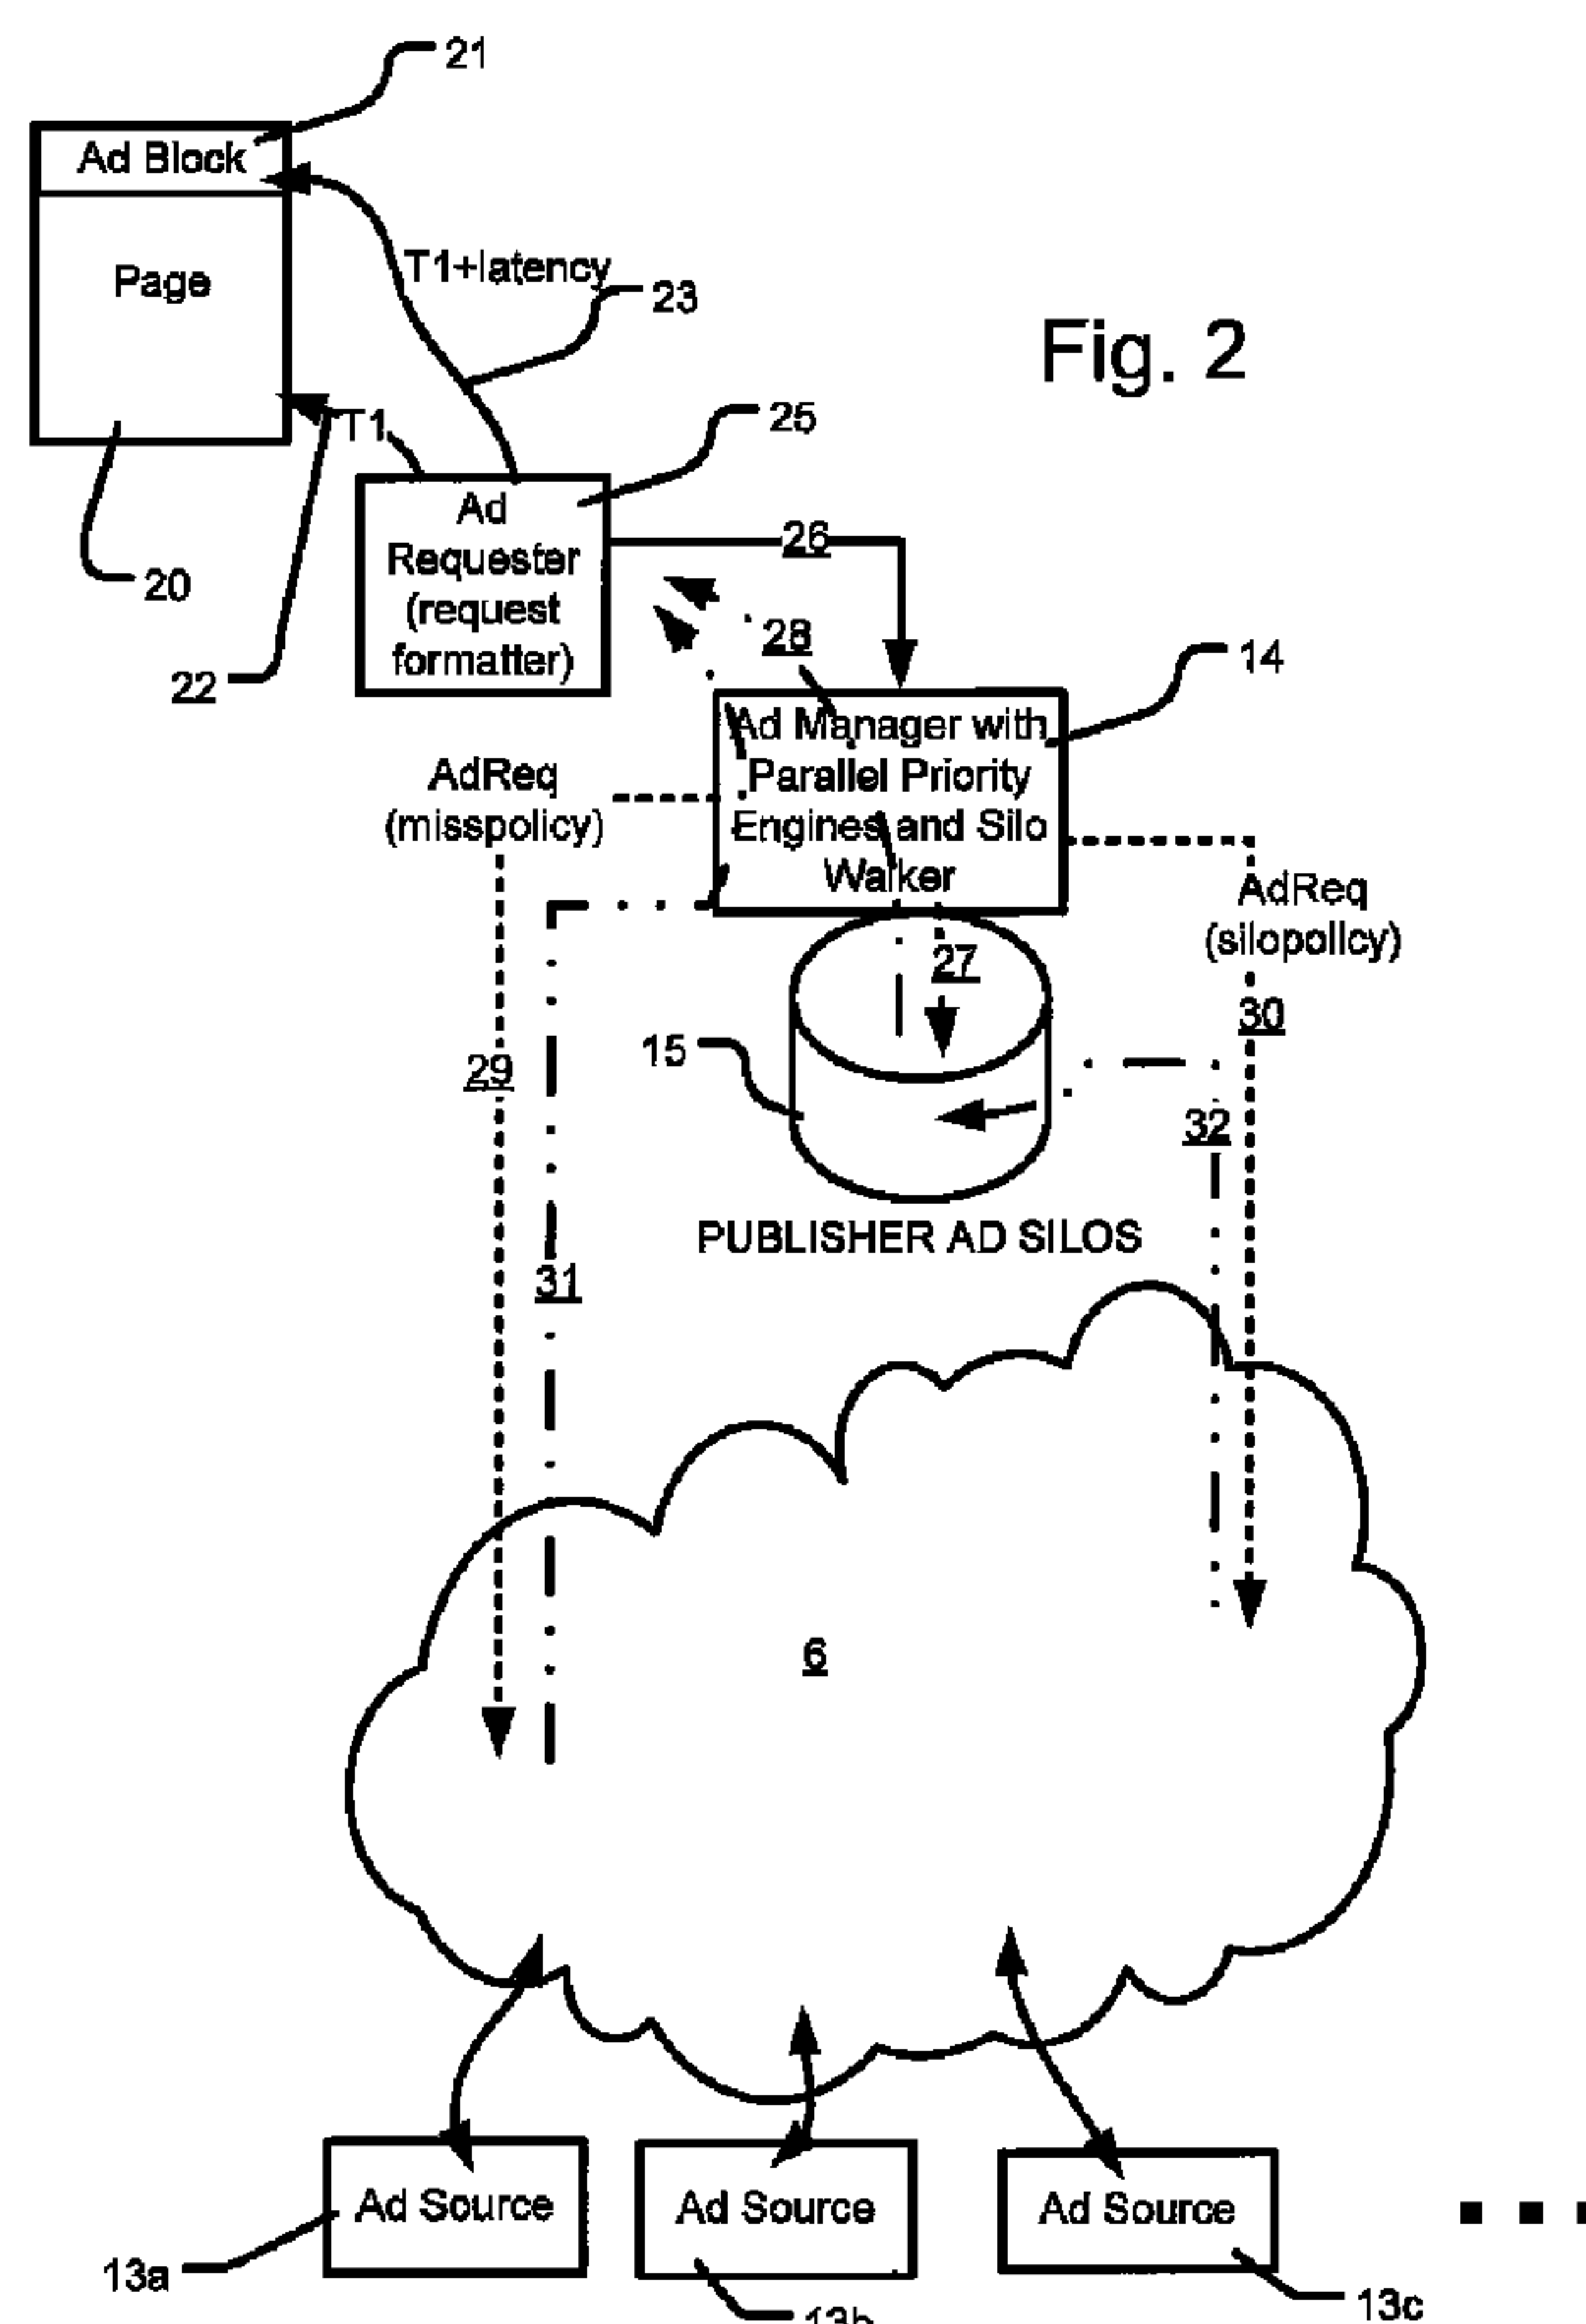 21
Ad Block
Page
T1+latency
23
Fig. 2
T1
25
Ad
Requester
(request
formatter)
26
20
28
22
14
Ad Manager with
Parallel Priority
Engines and Silo
Walker
AdReq
(misspolicy)
AdReq
(silopolicy)
27
30
15
29
32
PUBLISHER AD SILOS
31
6
Ad Source
Ad Source
Ad Source
13a
13b
13c